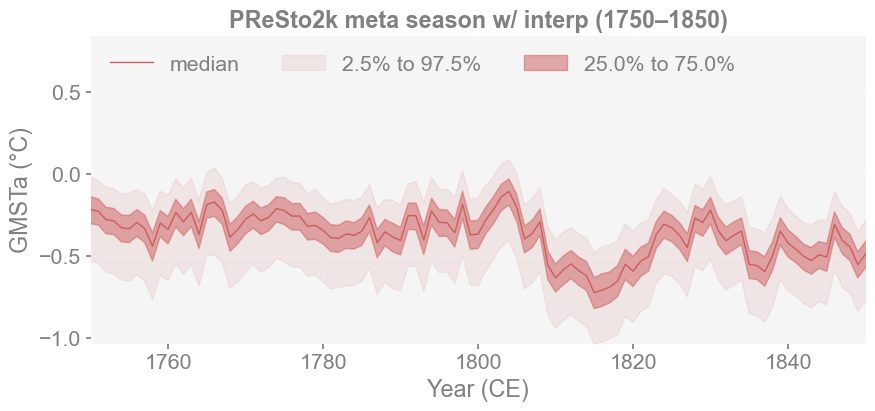 PReSto2k meta season w/ interp (1750–1850)
median
2.5% to 97.5%
25.0% to 75.0%
GMSTa (°C)
0.5
0.0
−0.5
−1.0
1760
1780
1800
1820
1840
Year (CE)